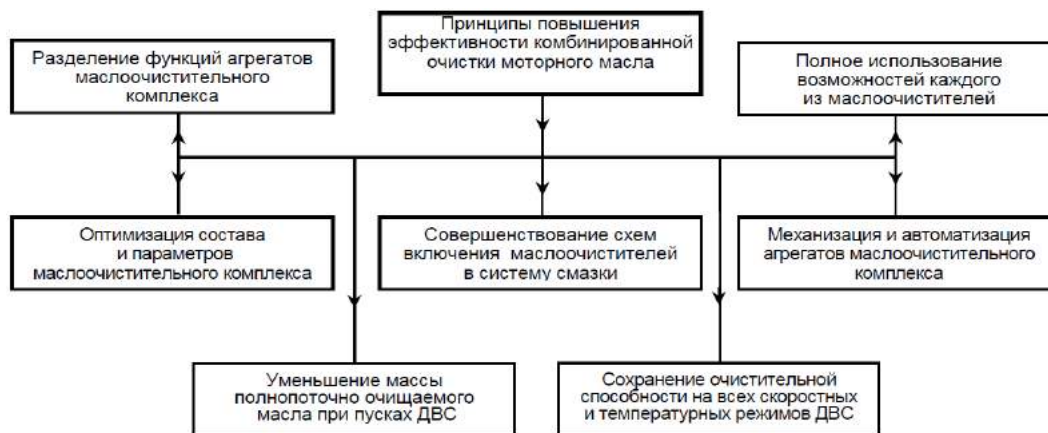 Принципы повышения
эффективности комбинированной
очистки моторного масла
Разделение функций агрегатов
маслоочистительного
комплекса
Полное использование
возможностей каждого
из маслоочистителей
Оптимизация состава
и параметров
маслоочистительного комплекса
Совершенствование схем
включения маслоочистителей
в систему смазки
Механизация и автоматизация
агрегатов маслоочистительного
комплекса
Уменьшение массы
полнопоточно очищаемого
масла при пусках ДВС
Сохранение очистительной
способности на всех скоростных
и температурных режимов ДВС